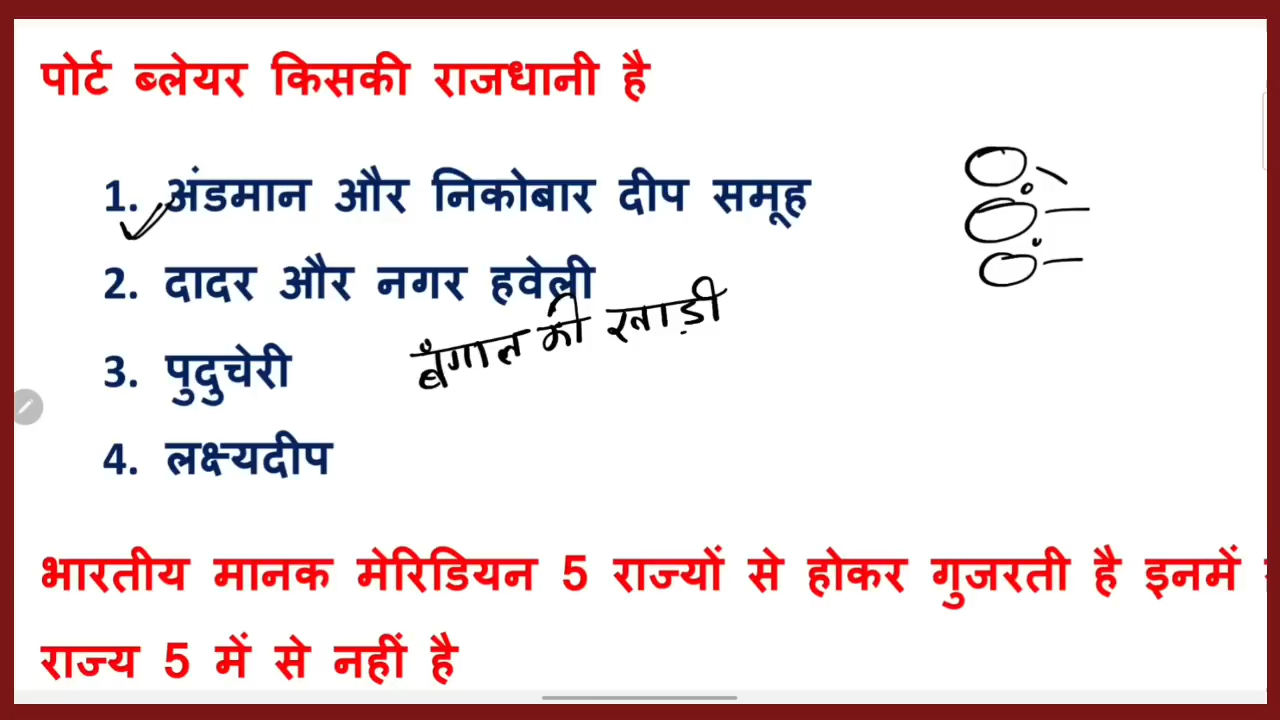 पोर्ट ब्लेयर किसकी राजधानी है
1. अंडमान और निकोबार दीप समूह
2. दादर और नगर हवेली
बंगाल की खाड़ी
3. पुदुचेरी
4. लक्ष्यदीप
भारतीय मानक मेरिडियन 5 राज्यों से होकर गुजरती है इनमें
राज्य 5 में से नहीं है